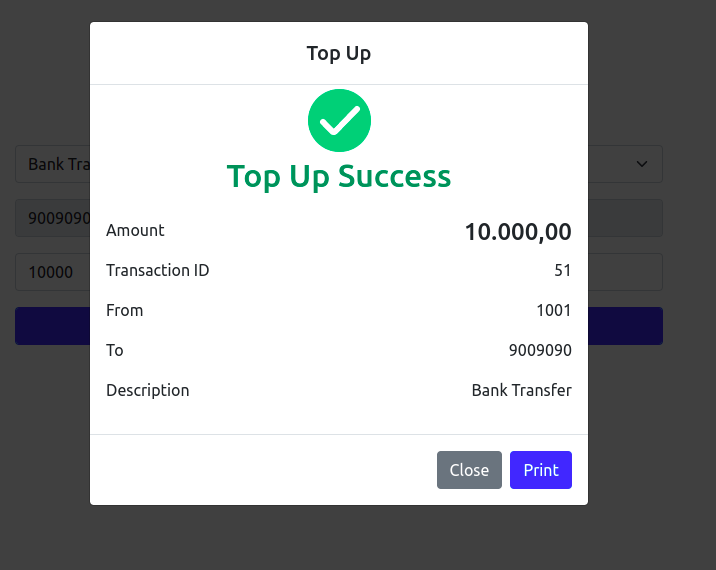 Top Up
Top Up Success
Bank Tra
9009090
10000
Amount 10.000,00
Transaction ID 51
From 1001
To 9009090
Description Bank Transfer
Close Print